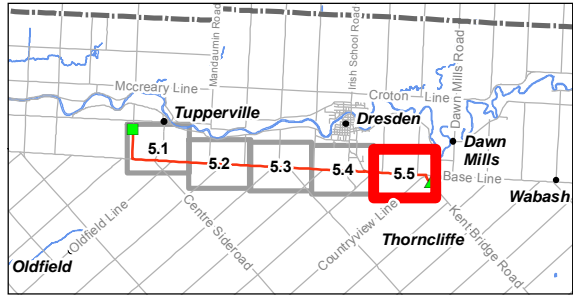 Mandaumin Road
Irish School Road
Dawn Mills Road
Mccreary Line
Croton Line
Tupperville
Dresden
Dawn
Mills
5.1
5.2
5.3
5.4
5.5
Base Line
Wabash
Oldfield Line
Centre Sideroad
Countryview Line
Kent Bridge Road
Thorncliffe
Oldfield